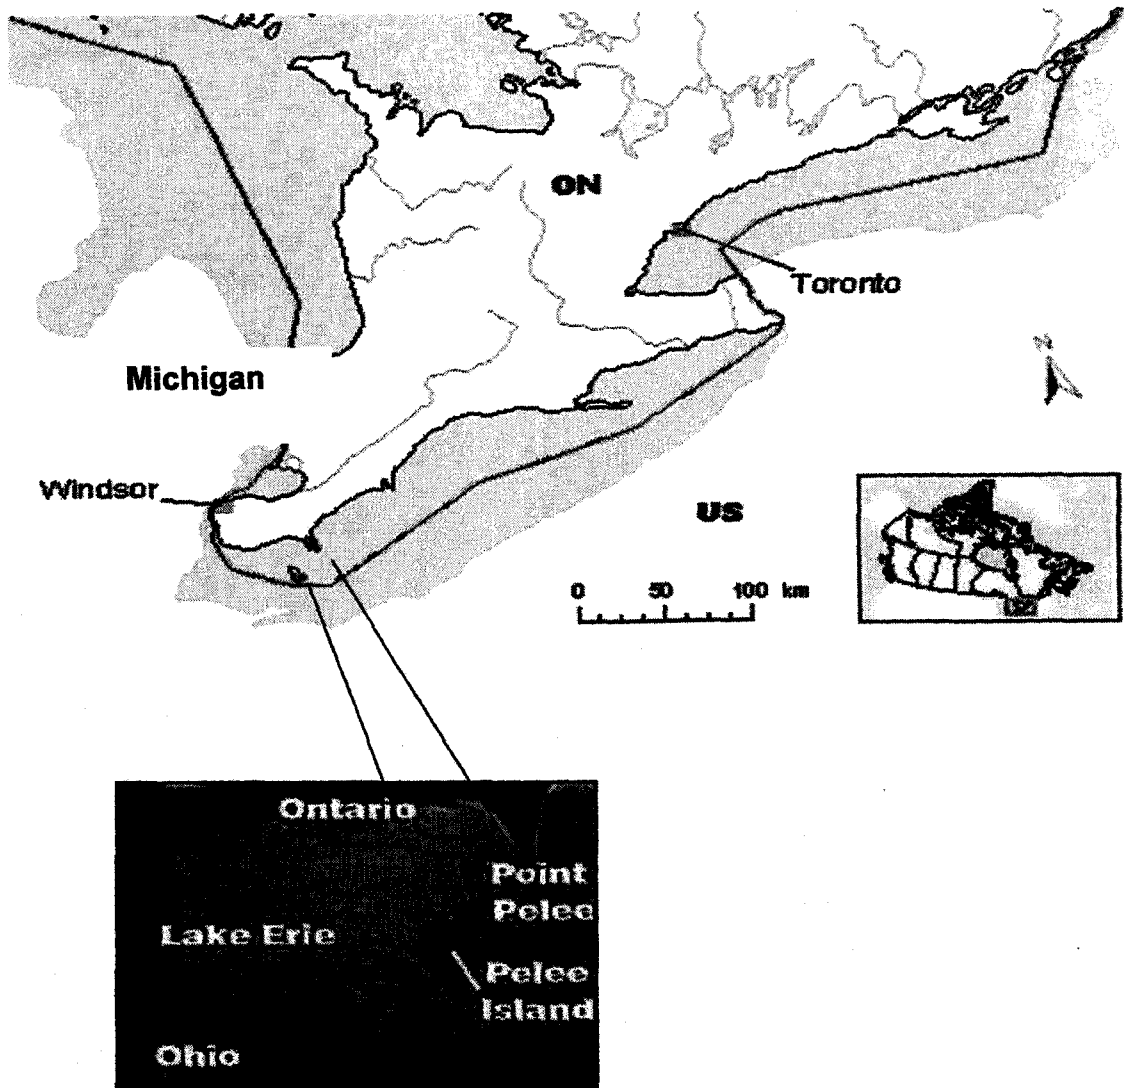 ON
Toronto
N
Michigan
Windsor
US
0 50 100 km
Ontario
Point
Pelee
Lake Erie
Pelee
Island
Ohio